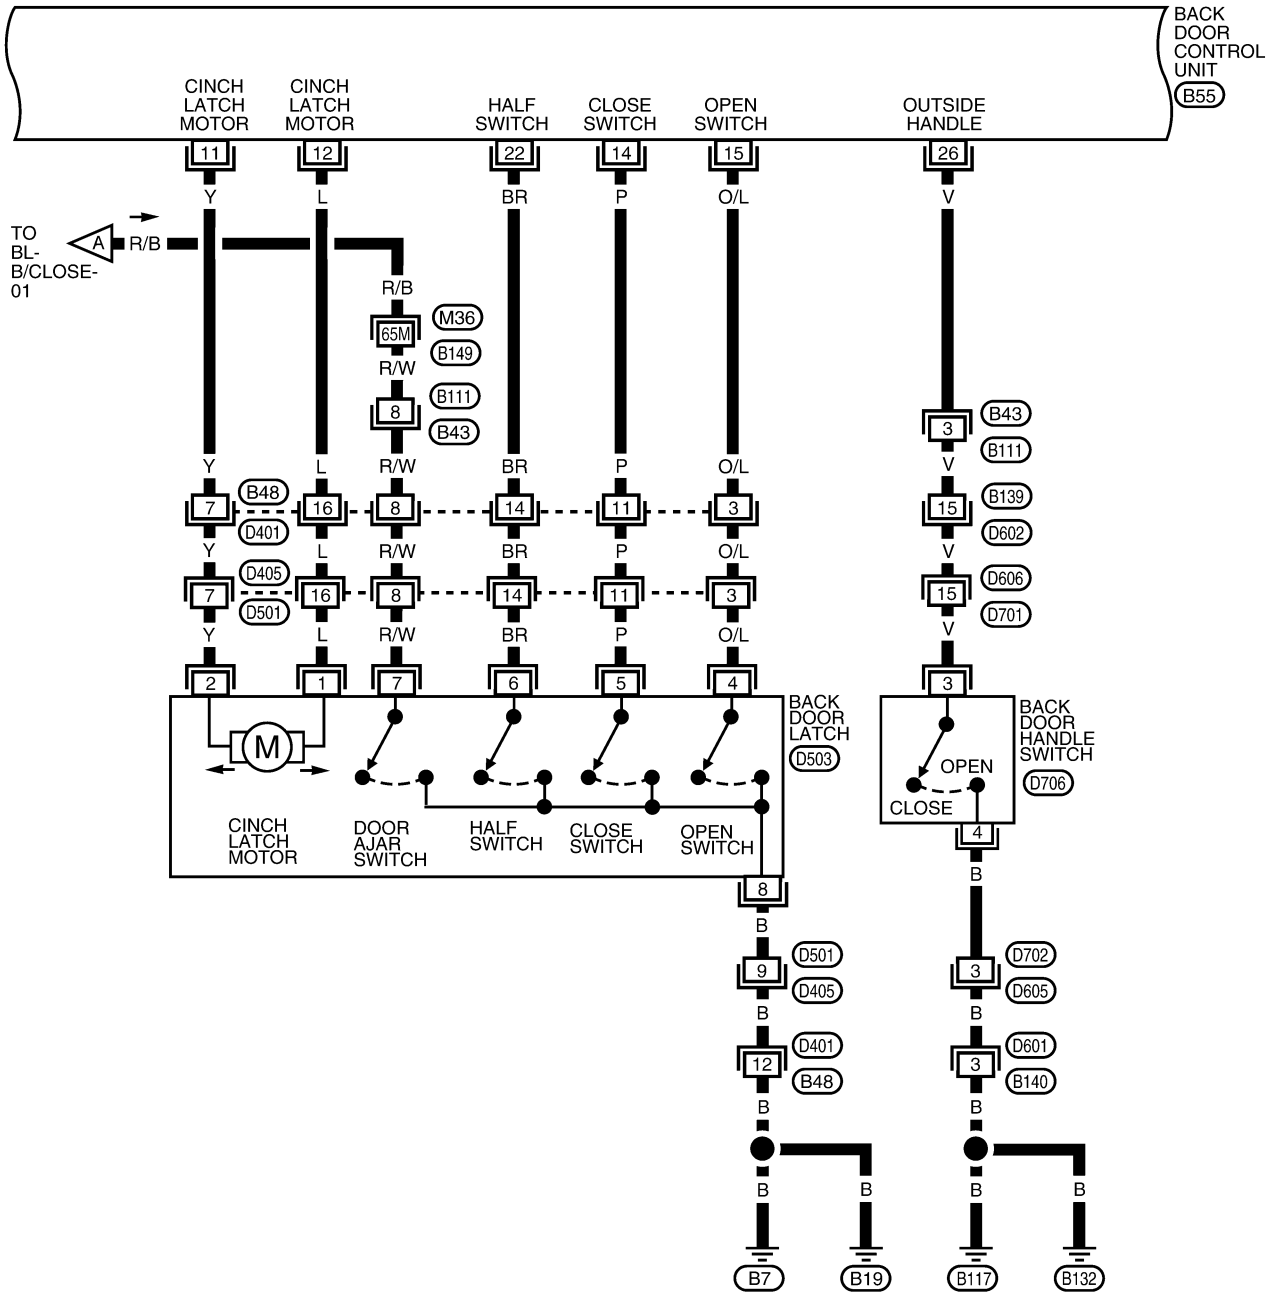 BACK
DOOR
CONTROL
UNIT
B55
CINCH
LATCH
MOTOR
CINCH
LATCH
MOTOR
HALF
SWITCH
CLOSE
SWITCH
OPEN
SWITCH
OUTSIDE
HANDLE
11 12 22 14 15 26
Y L BR P O/L V
TO
BL-
B/CLOSE-
01
A R/B
R/B
65M M36
B149
R/W
8 B111
B43
3 B43
B111
Y L R/W BR P O/L V
7 B48 16 8 14 11 3 15 B139
D401 D602
Y L R/W BR P O/L V
7 D405 16 8 14 11 3 15 D606
D501 D701
Y L R/W BR P O/L V
2 1 7 6 5 4 3
BACK
DOOR
LATCH
D503
BACK
DOOR
HANDLE
SWITCH
D706
M
OPEN
CLOSE
CINCH
LATCH
MOTOR
DOOR
AJAR
SWITCH
HALF
SWITCH
CLOSE
SWITCH
OPEN
SWITCH
4
8
B
B
9 D501
D405
3 D702
D605
B B
12 D401
B48
3 D601
B140
B B
B B B B
B7 B19 B117 B132